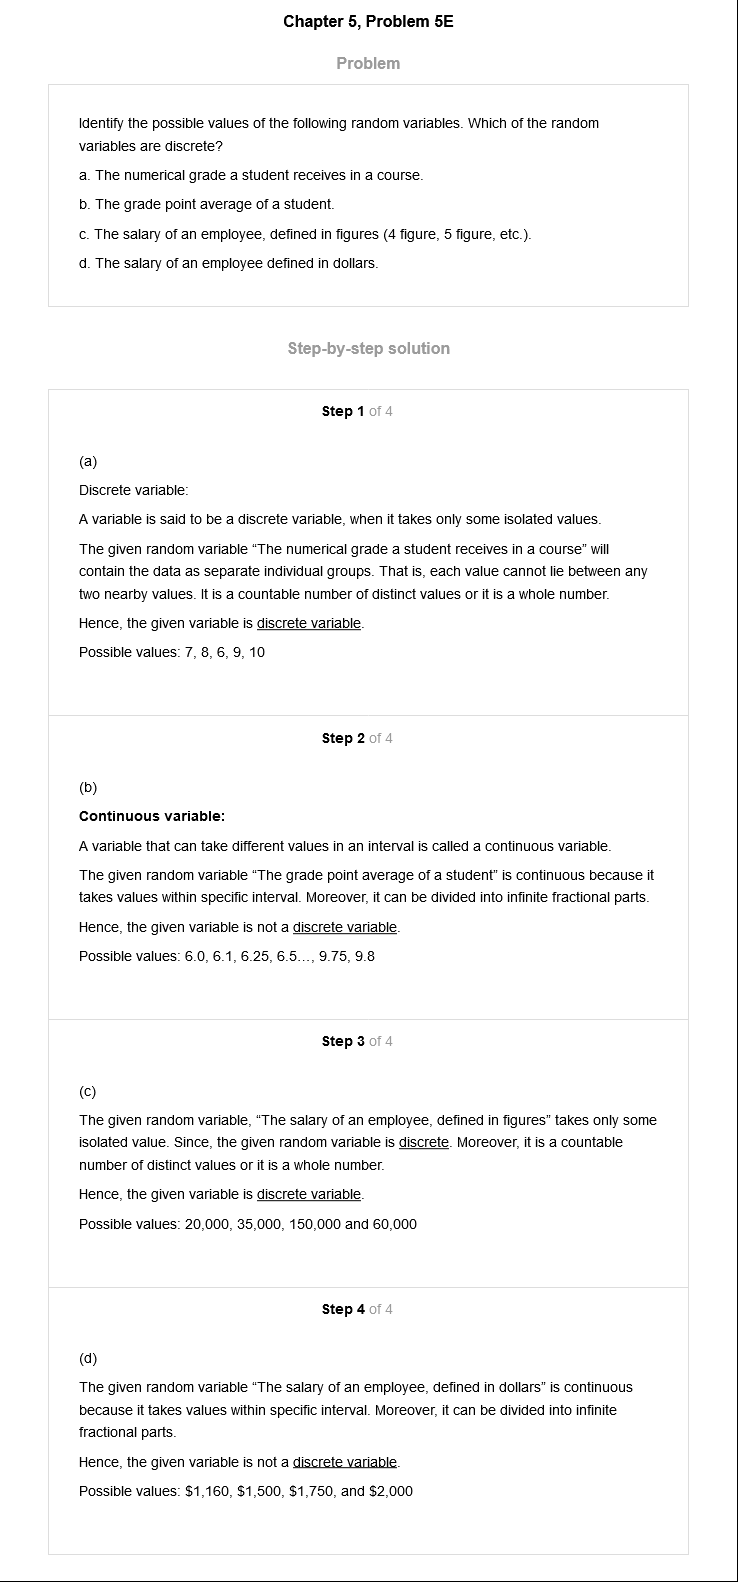 Chapter 5, Problem 5E
Problem
Identify the possible values of the following random variables. Which of the random
variables are discrete?
a. The numerical grade a student receives in a course.
b. The grade point average of a student.
c. The salary of an employee, defined in figures (4 figure, 5 figure, etc.).
d. The salary of an employee defined in dollars.
Step-by-step solution
Step 1 of 4
(a)
Discrete variable:
A variable is said to be a discrete variable, when it takes only some isolated values.
The given random variable “The numerical grade a student receives in a course” will
contain the data as separate individual groups. That is, each value cannot lie between any
two nearby values. It is a countable number of distinct values or it is a whole number.
Hence, the given variable is discrete variable.
Possible values: 7, 8, 6, 9, 10
Step 2 of 4
(b)
Continuous variable:
A variable that can take different values in an interval is called a continuous variable.
The given random variable “The grade point average of a student” is continuous because it
takes values within specific interval. Moreover, it can be divided into infinite fractional parts.
Hence, the given variable is not a discrete variable.
Possible values: 6.0, 6.1, 6.25, 6.5…, 9.75, 9.8
Step 3 of 4
(c)
The given random variable, “The salary of an employee, defined in figures” takes only some
isolated value. Since, the given random variable is discrete. Moreover, it is a countable
number of distinct values or it is a whole number.
Hence, the given variable is discrete variable.
Possible values: 20,000, 35,000, 150,000 and 60,000
Step 4 of 4
(d)
The given random variable “The salary of an employee, defined in dollars” is continuous
because it takes values within specific interval. Moreover, it can be divided into infinite
fractional parts.
Hence, the given variable is not a discrete variable.
Possible values: $1,160, $1,500, $1,750, and $2,000